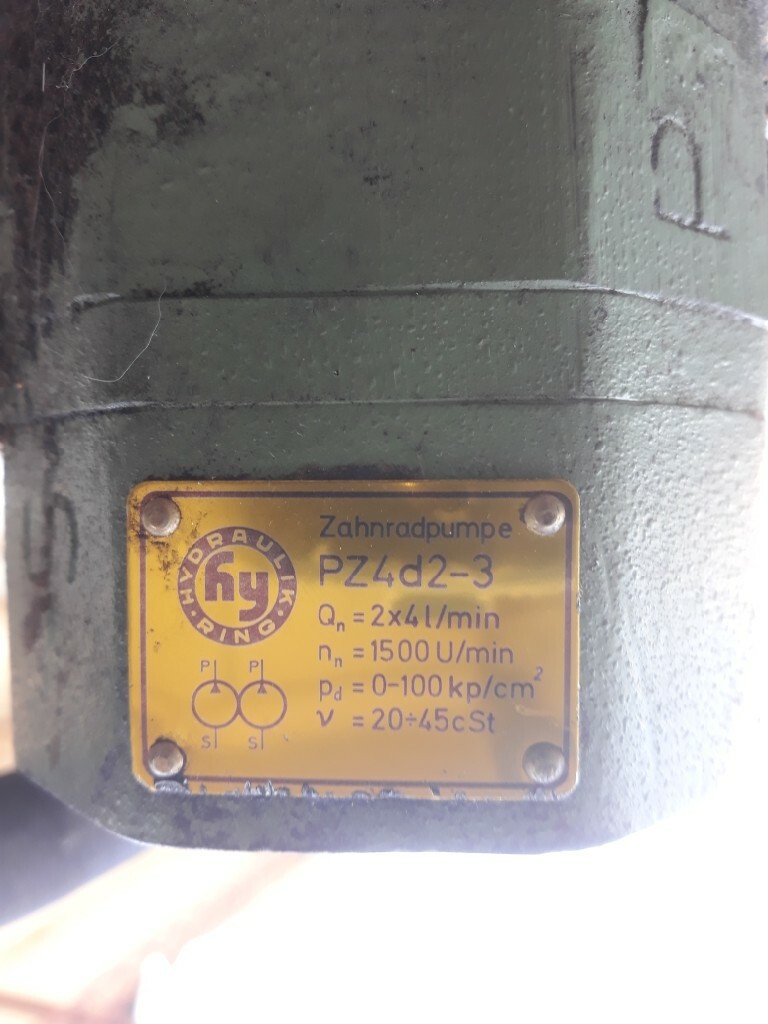 P
S
HYDRAULIK
RING
hy
Zahnradpumpe
PZ4d2-3
Qn = 2x4 l/min
nn = 1500 U/min
pd = 0-100 kp/cm²
ν = 20÷45cSt
P P
S S